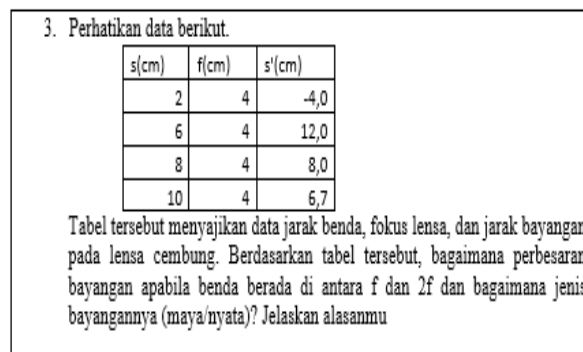 3. Perhatikan data berikut.
s(cm) f(cm) s'(cm)
2 4 -4,0
6 4 12,0
8 4 8,0
10 4 6,7
Tabel tersebut menyajikan data jarak benda, fokus lensa, dan jarak bayangan
pada lensa cembung. Berdasarkan tabel tersebut, bagaimana perbesaran
bayangan apabila benda berada di antara f dan 2f dan bagaimana jenis
bayangannya (maya/nyata)? Jelaskan alasanmu